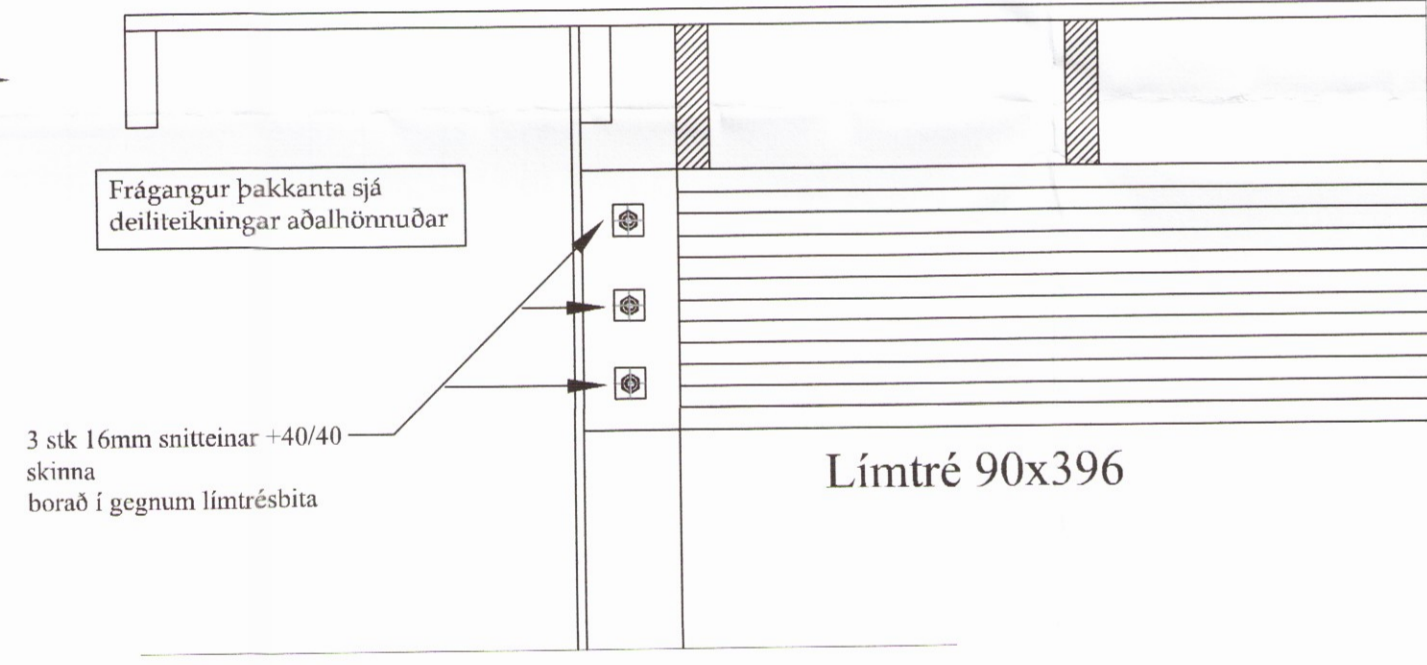 Frágangur þakkanta sjá
deiliteikningar aðalhönnuðar
3 stk 16mm snitteinar +40/40
skinna
borað í gegnum límtrésbita
Límtré 90x396